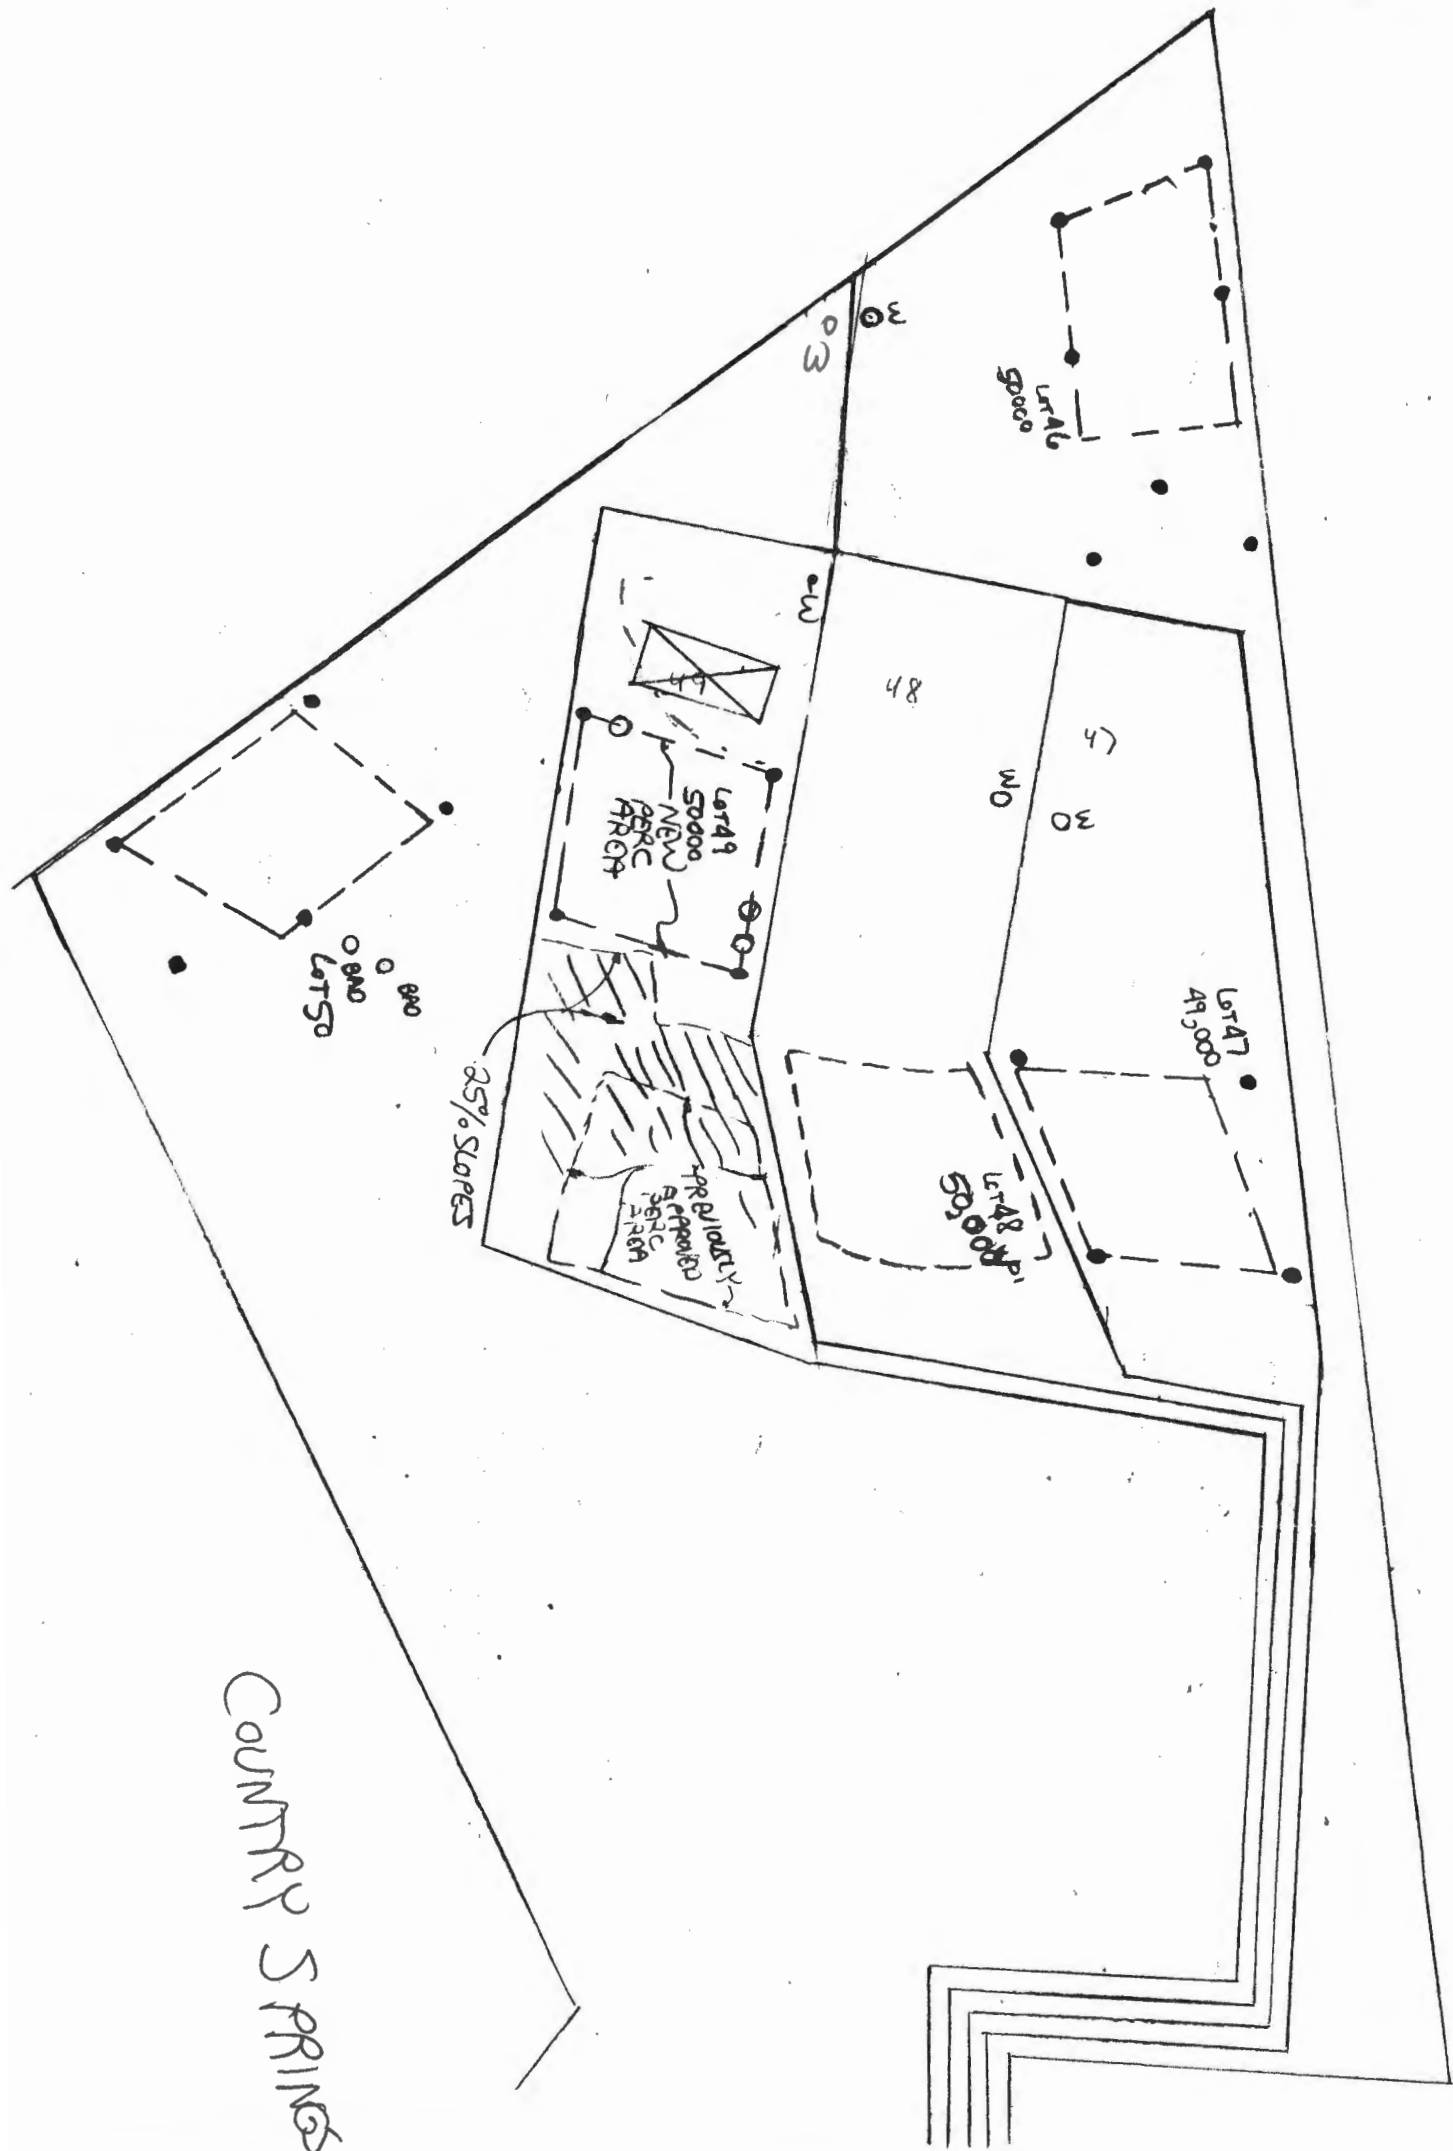 LOT 46
50000
W
W
W
48
47
W
W
LOT 47
49,000
LOT 48
50,000
LOT 49
50000
NEW
PERC
AREA
PREVIOUSLY
APPROVED
PERC
AREA
25% SLOPES
BAD
BAD
LOT 50
COUNTRY SPRINGS